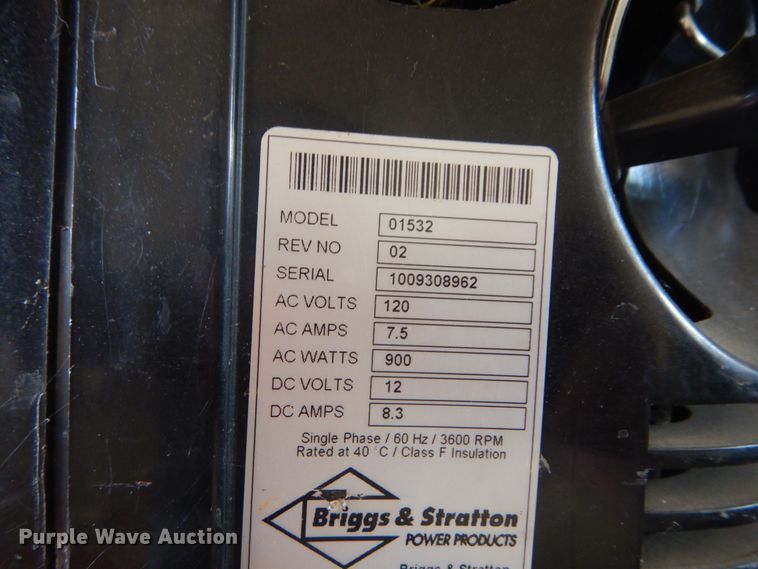 MODEL 01532
REV NO 02
SERIAL 1009308962
AC VOLTS 120
AC AMPS 7.5
AC WATTS 900
DC VOLTS 12
DC AMPS 8.3
Single Phase / 60 Hz / 3600 RPM
Rated at 40 °C / Class F Insulation
Briggs & Stratton
POWER PRODUCTS
Briggs & Stratton
Purple Wave Auction